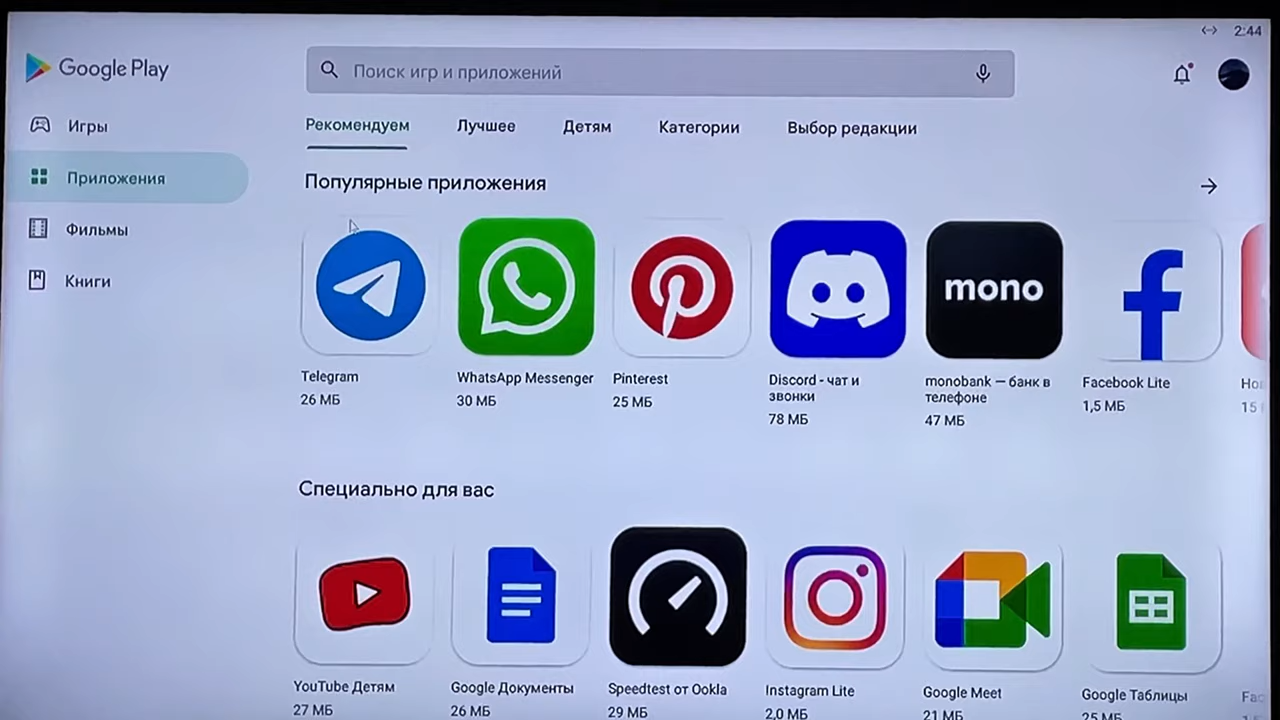 2:44
Google Play
Поиск игр и приложений
Игры
Приложения
Фильмы
Книги
Рекомендуем
Лучшее
Детям
Категории
Выбор редакции
Популярные приложения
mono
Telegram
26 МБ
WhatsApp Messenger
30 МБ
Pinterest
25 МБ
Discord - чат и
звонки
78 МБ
monobank — банк в
телефоне
47 МБ
Facebook Lite
1,5 МБ
15
Специально для вас
YouTube Детям
27 МБ
Google Документы
26 МБ
Speedtest от Ookla
29 МБ
Instagram Lite
2,0 МБ
Google Meet
21 МБ
Google Таблицы
25 МБ